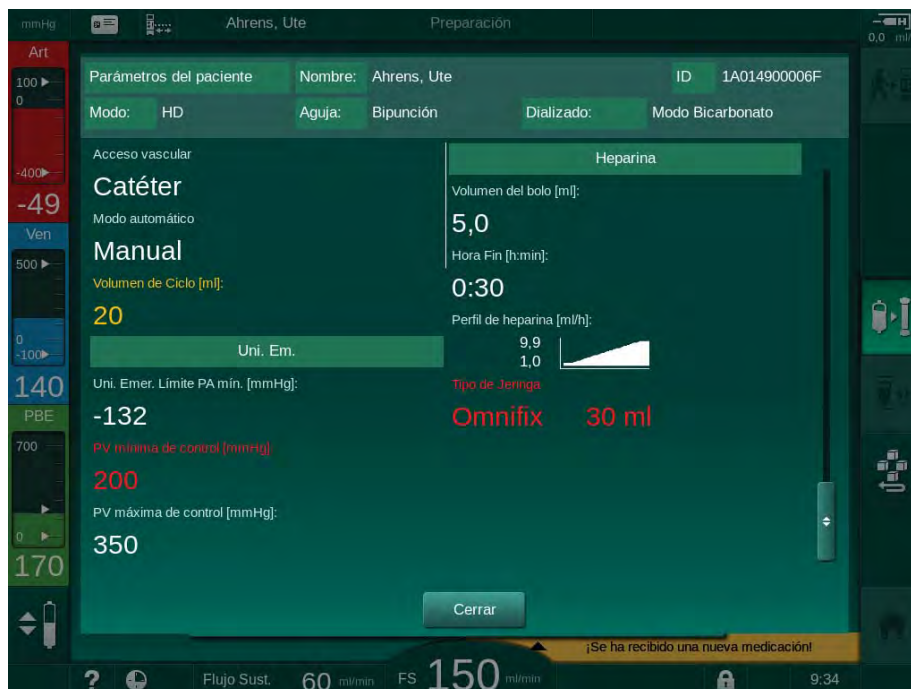 mmHg
Ahrens, Ute
Preparación
0,0 ml/
Art
100
0
-400
-49
Ven
500
0
-100
140
PBE
700
0
170
Parámetros del paciente Nombre: Ahrens, Ute ID 1A014900006F
Modo: HD Aguja: Bipunción Dializado: Modo Bicarbonato
Acceso vascular
Catéter
Modo automático
Manual
Volumen de Ciclo [ml]:
20
Uni. Em.
Uni. Emer. Límite PA mín. [mmHg]:
-132
PV mínima de control [mmHg]:
200
PV máxima de control [mmHg]:
350
Heparina
Volumen del bolo [ml]:
5,0
Hora Fin [h:min]:
0:30
Perfil de heparina [ml/h]:
9,9
1,0
Tipo de Jeringa
Omnifix 30 ml
Cerrar
¡Se ha recibido una nueva medicación!
? Flujo Sust. 60 ml/min FS 150 ml/min 9:34